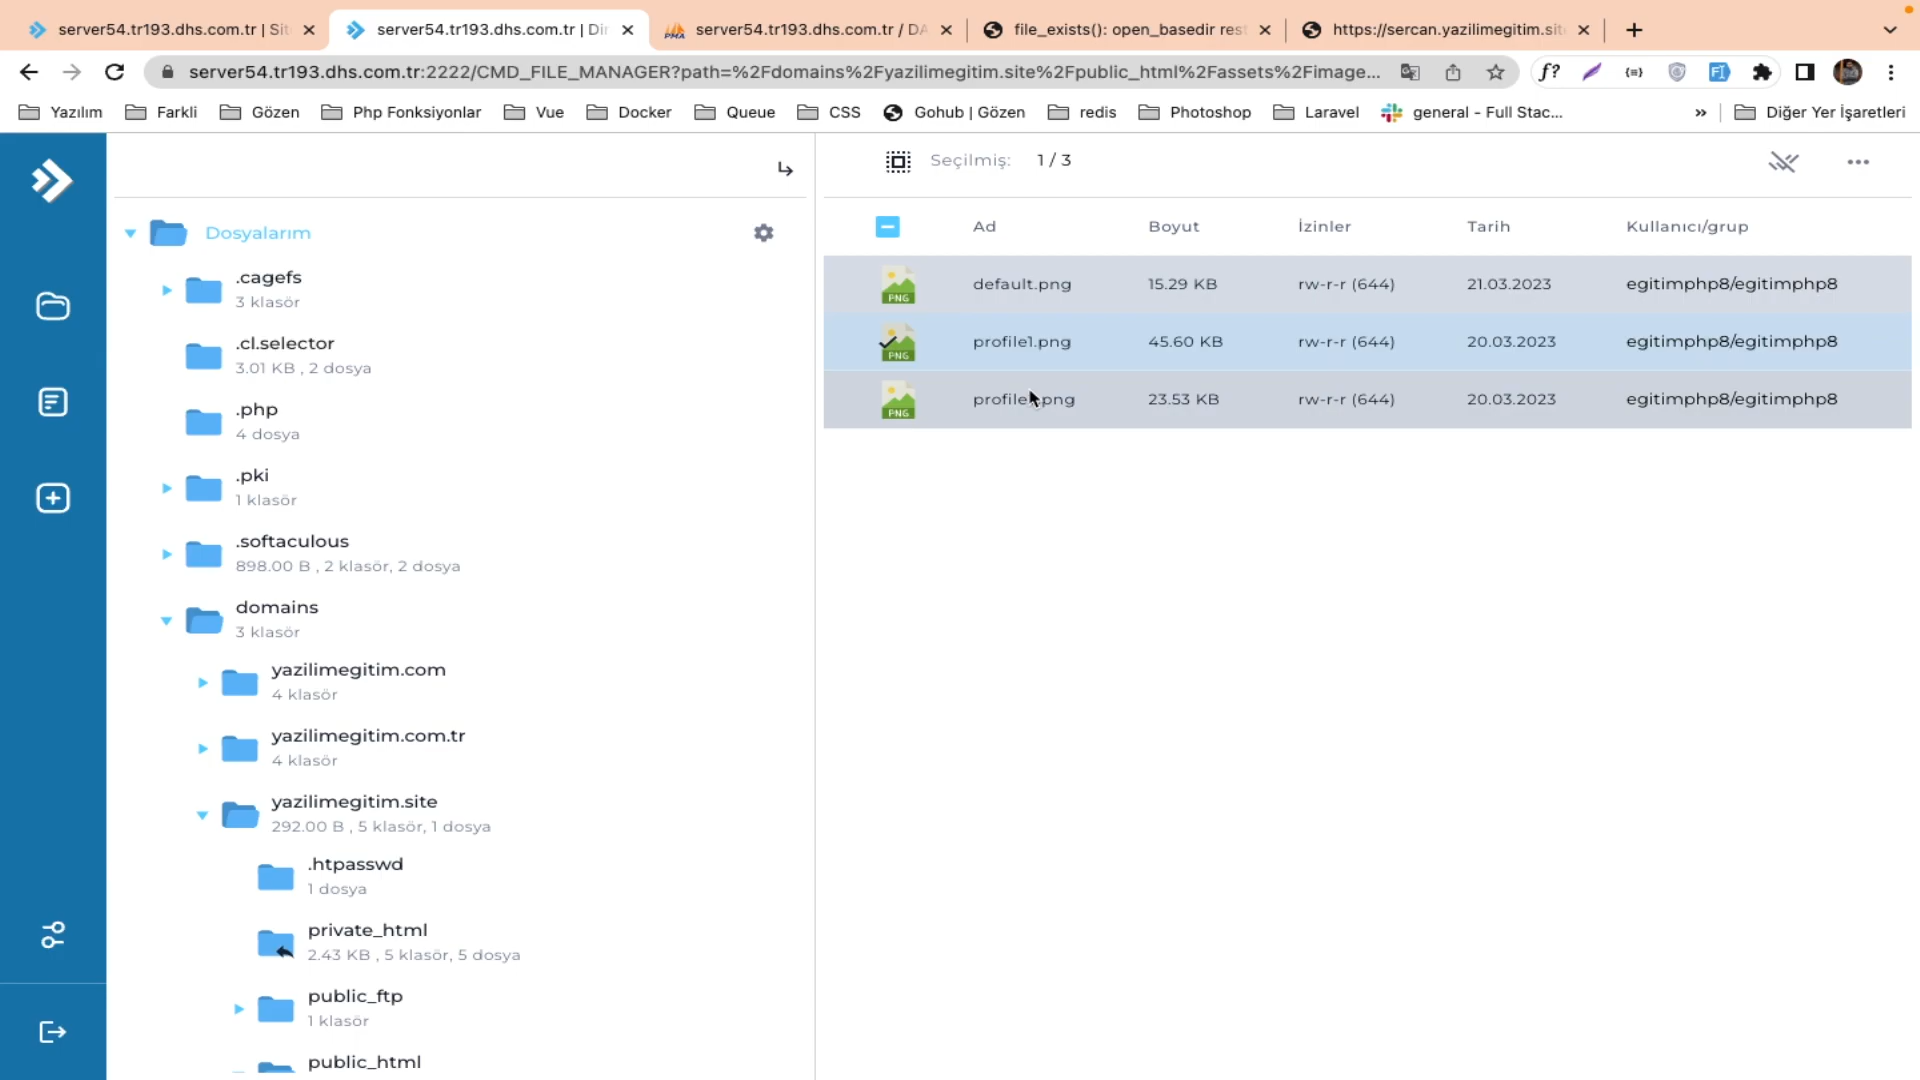 server54.tr193.dhs.com.tr | Sit
server54.tr193.dhs.com.tr | Dir
server54.tr193.dhs.com.tr / DA
file_exists(): open_basedir rest
https://sercan.yazilimegitim.sit
server54.tr193.dhs.com.tr:2222/CMD_FILE_MANAGER?path=%2Fdomains%2Fyazilimegitim.site%2Fpublic_html%2Fassets%2Fimage...
Yazılım
Farkli
Gözen
Php Fonksiyonlar
Vue
Docker
Queue
CSS
Gohub | Gözen
redis
Photoshop
Laravel
general - Full Stac...
»
Diğer Yer İşaretleri
Seçilmiş: 1 / 3
Dosyalarım
.cagefs
3 klasör
.cl.selector
3.01 KB , 2 dosya
.php
4 dosya
.pki
1 klasör
.softaculous
898.00 B , 2 klasör, 2 dosya
domains
3 klasör
yazilimegitim.com
4 klasör
yazilimegitim.com.tr
4 klasör
yazilimegitim.site
292.00 B , 5 klasör, 1 dosya
.htpasswd
1 dosya
private_html
2.43 KB , 5 klasör, 5 dosya
public_ftp
1 klasör
public_html
Ad Boyut İzinler Tarih Kullanıcı/grup
PNG default.png 15.29 KB rw-r-r (644) 21.03.2023 egitimphp8/egitimphp8
PNG profile1.png 45.60 KB rw-r-r (644) 20.03.2023 egitimphp8/egitimphp8
PNG 23.53 KB rw-r-r (644) 20.03.2023 egitimphp8/egitimphp8